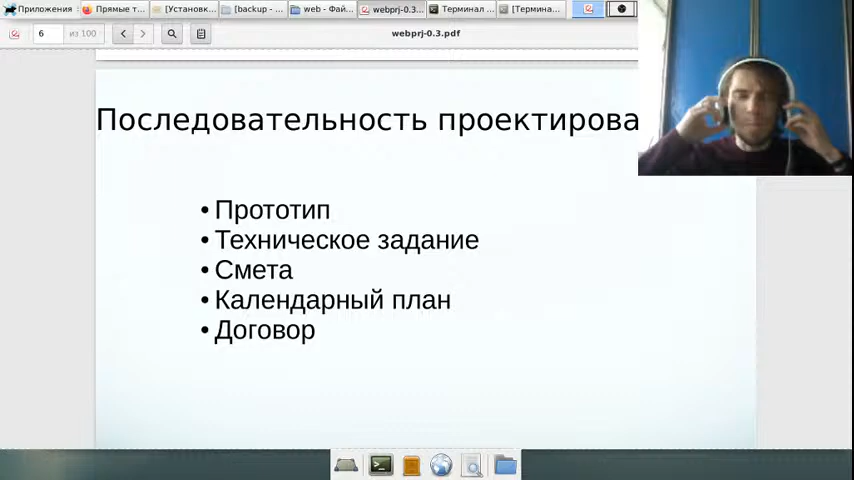 Приложения
Прямые т...
[Установк...
[backup - ...
web - Фай...
webprj-0.3...
Терминал ...
[Термина...
6
из 100
webprj-0.3.pdf
Последовательность проектирова
• Прототип
• Техническое задание
• Смета
• Календарный план
• Договор